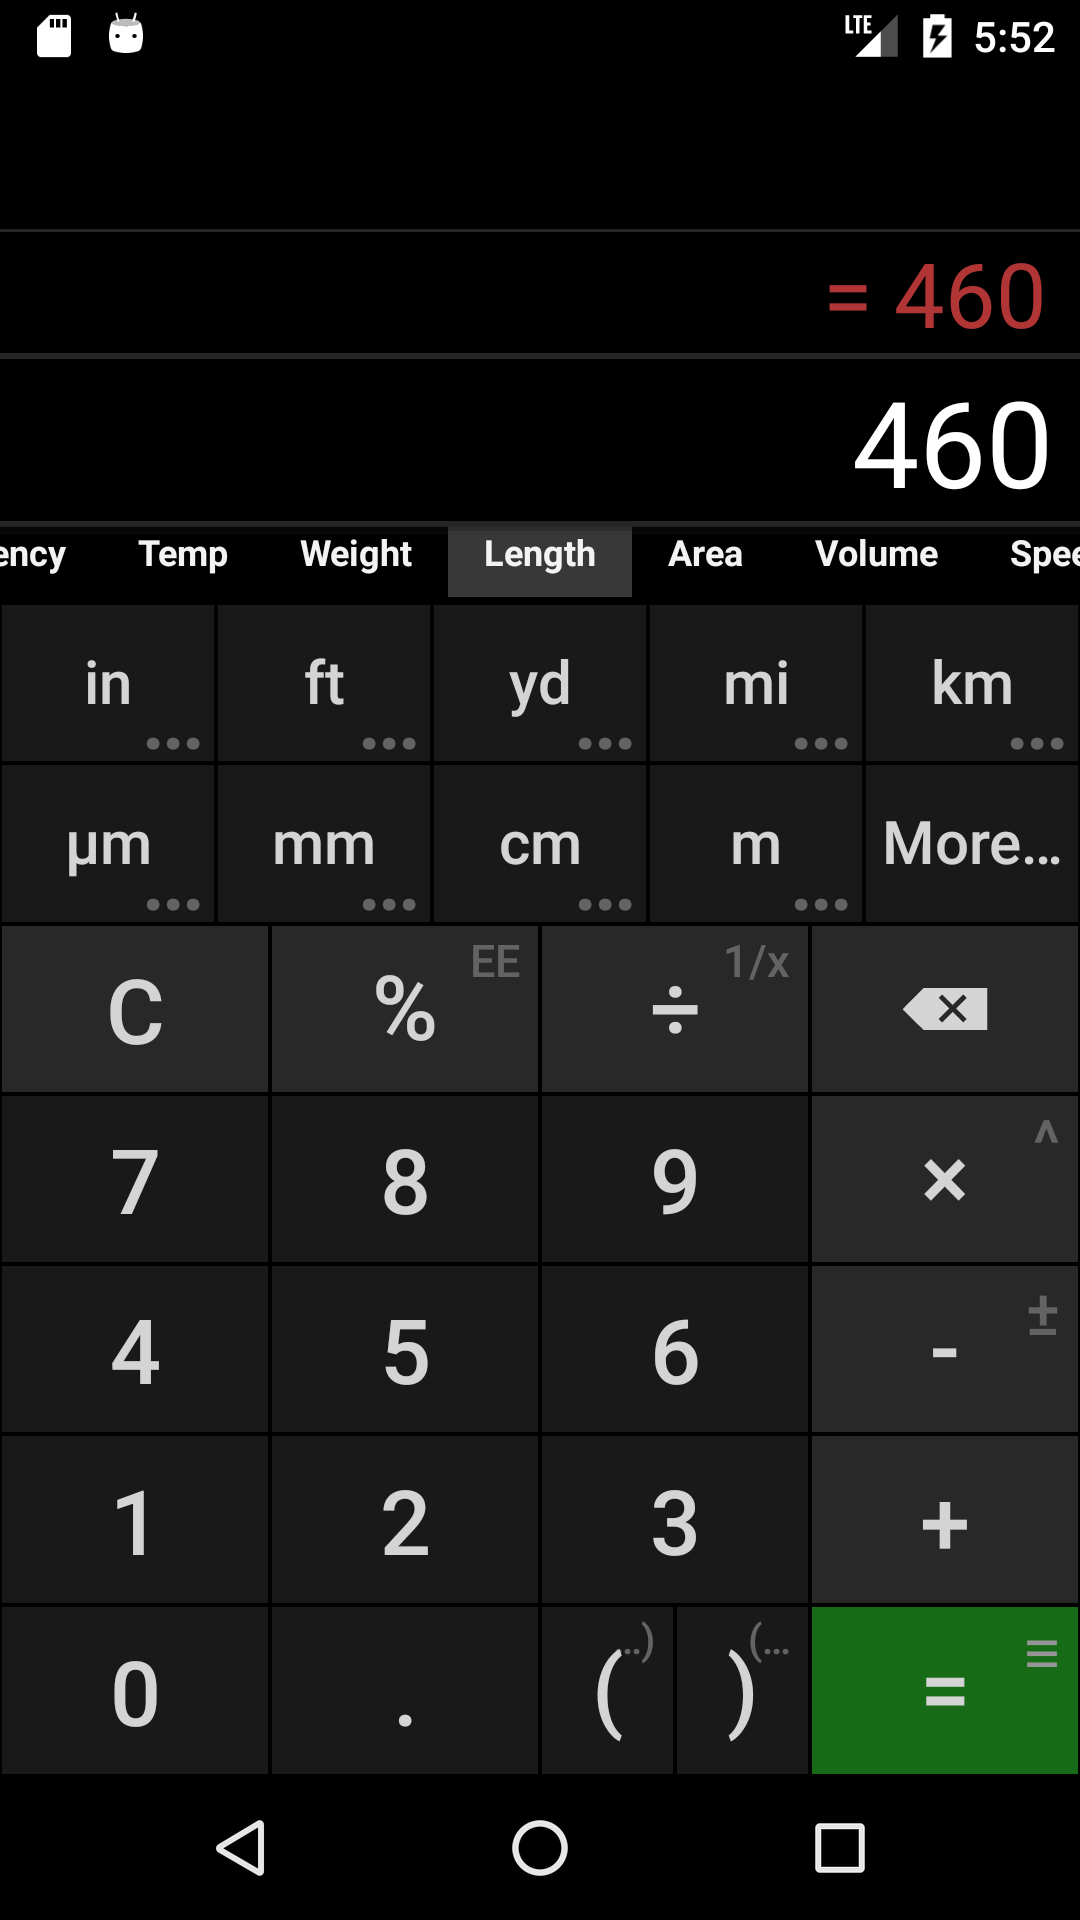 LTE 5:52
= 460
460
ency Temp Weight Length Area Volume Spee
in ft yd mi km
µm mm cm m More...
C % EE ÷ 1/x
7 8 9 × ^
4 5 6 - ±
1 2 3 +
0 . ( ..) ) (... =